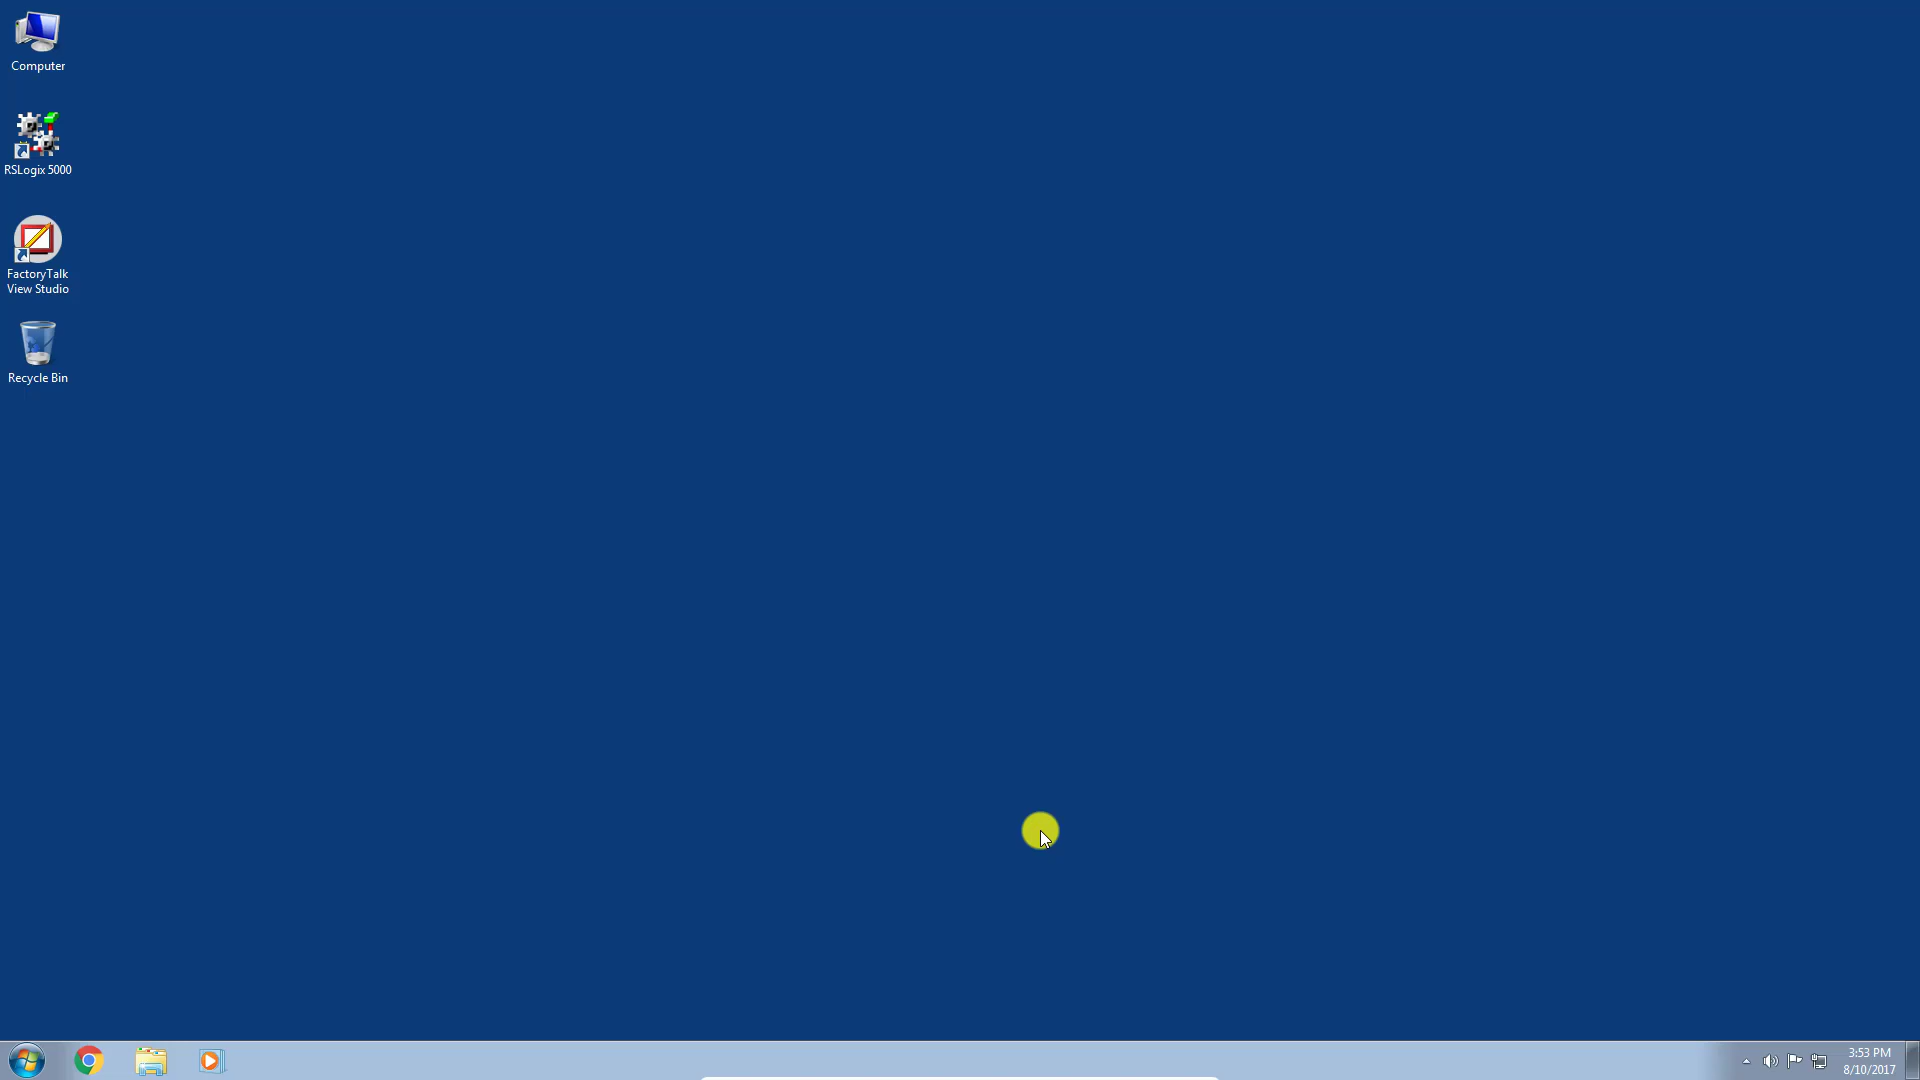 Computer
RSLogix 5000
FactoryTalk
View Studio
Recycle Bin
3:53 PM
8/10/2017